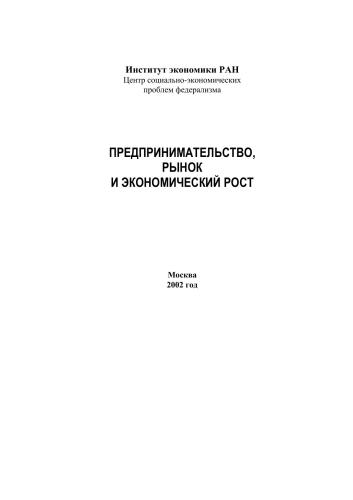 Институт экономики РАН
Центр социально-экономических
проблем федерализма
ПРЕДПРИНИМАТЕЛЬСТВО,
РЫНОК
И ЭКОНОМИЧЕСКИЙ РОСТ
Москва
2002 год